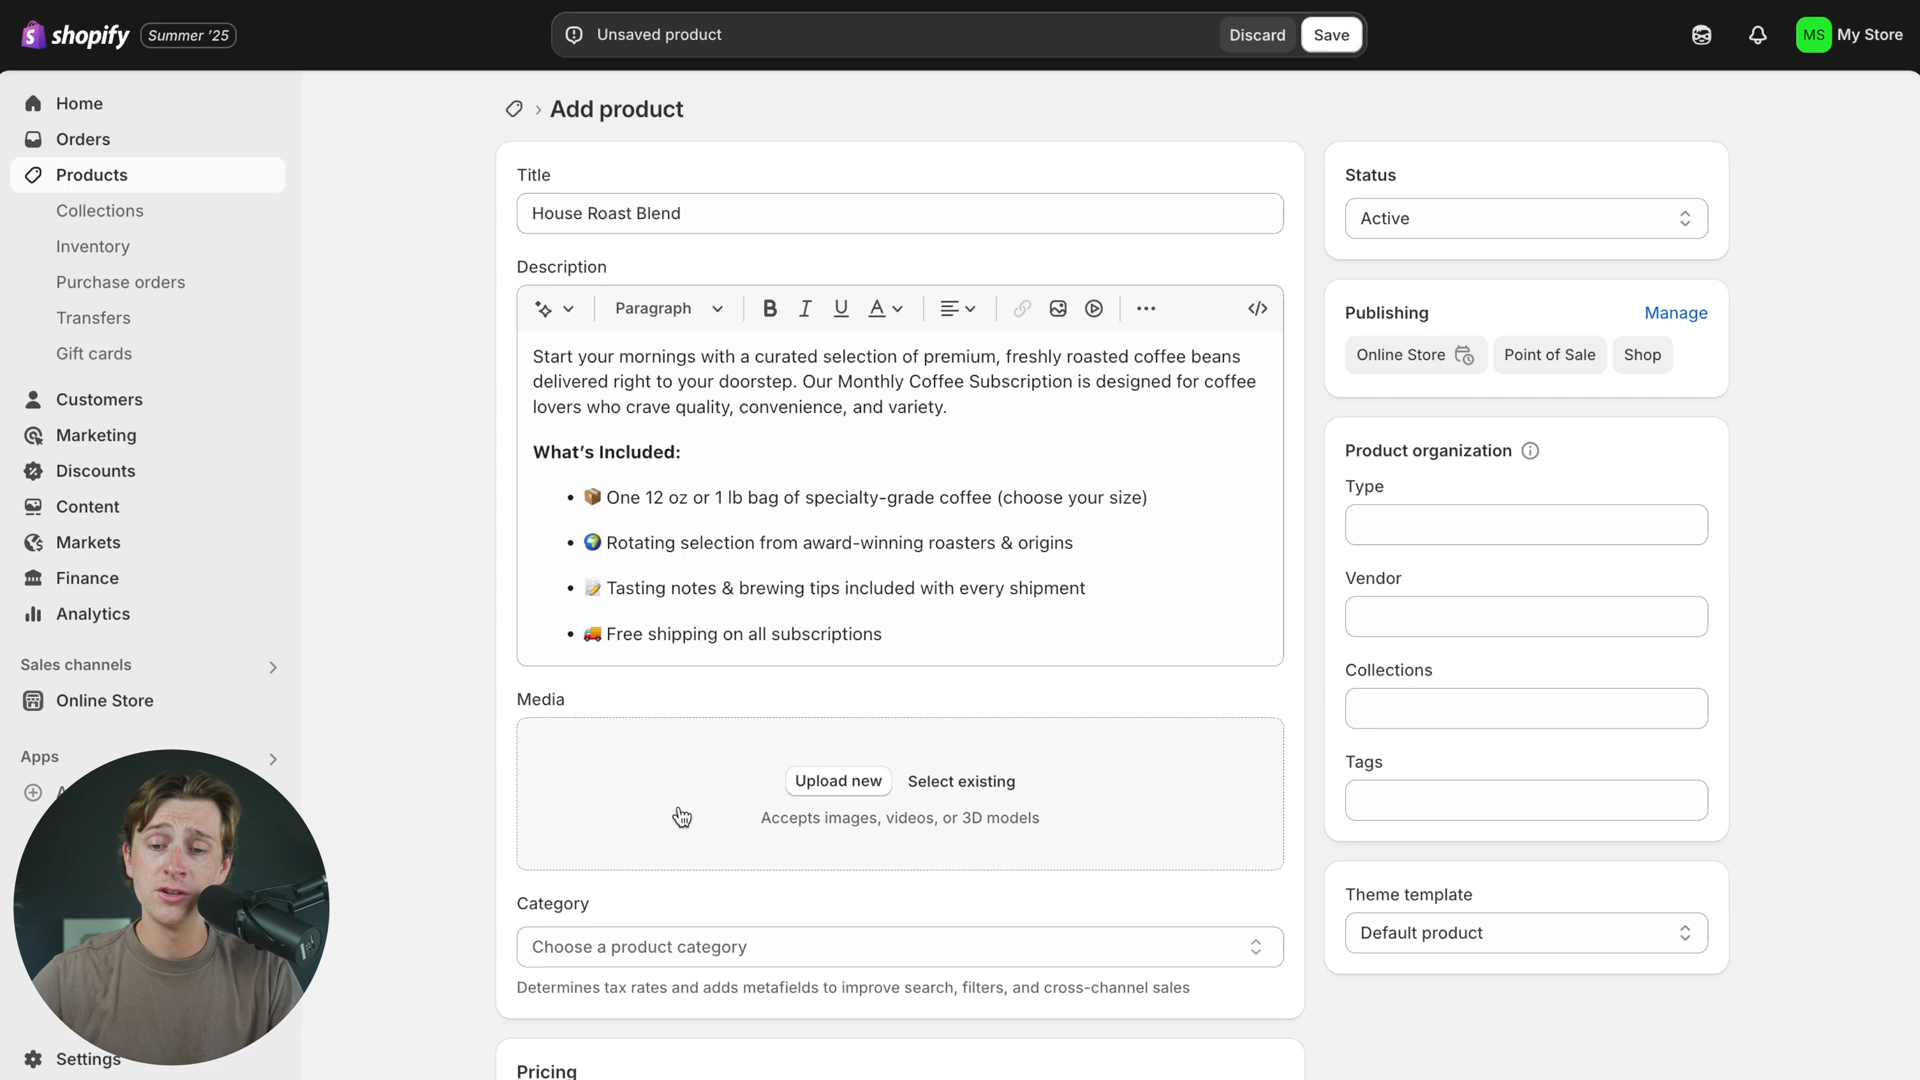 shopify
Summer '25
Unsaved product
Discard
Save
MS
My Store
Home
Orders
Products
Collections
Inventory
Purchase orders
Transfers
Gift cards
Customers
Marketing
Discounts
Content
Markets
Finance
Analytics
Sales channels
Online Store
Apps
Settings
Add product
Title
House Roast Blend
Description
Paragraph
Start your mornings with a curated selection of premium, freshly roasted coffee beans
delivered right to your doorstep. Our Monthly Coffee Subscription is designed for coffee
lovers who crave quality, convenience, and variety.
What's Included:
• 📦 One 12 oz or 1 lb bag of specialty-grade coffee (choose your size)
• 🌍 Rotating selection from award-winning roasters & origins
• 📝 Tasting notes & brewing tips included with every shipment
• 🚚 Free shipping on all subscriptions
Media
Upload new
Select existing
Accepts images, videos, or 3D models
Category
Choose a product category
Determines tax rates and adds metafields to improve search, filters, and cross-channel sales
Pricing
Status
Active
Publishing
Manage
Online Store
Point of Sale
Shop
Product organization
Type
Vendor
Collections
Tags
Theme template
Default product